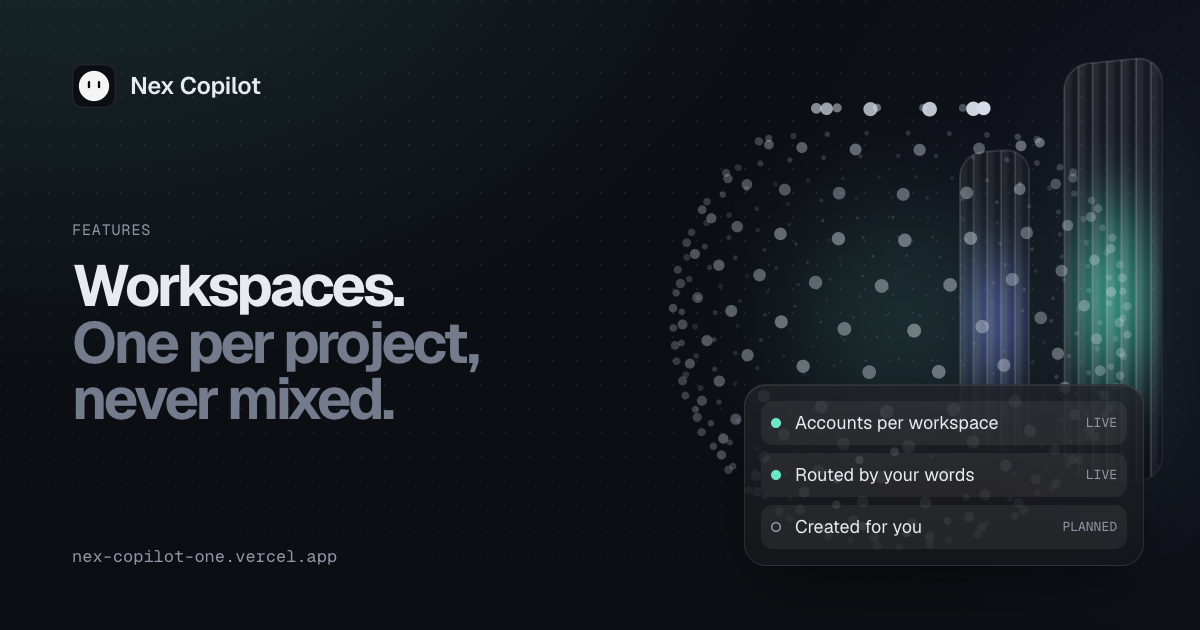 Nex Copilot
FEATURES
Workspaces.
One per project,
never mixed.
Accounts per workspace LIVE
Routed by your words LIVE
Created for you PLANNED
nex-copilot-one.vercel.app